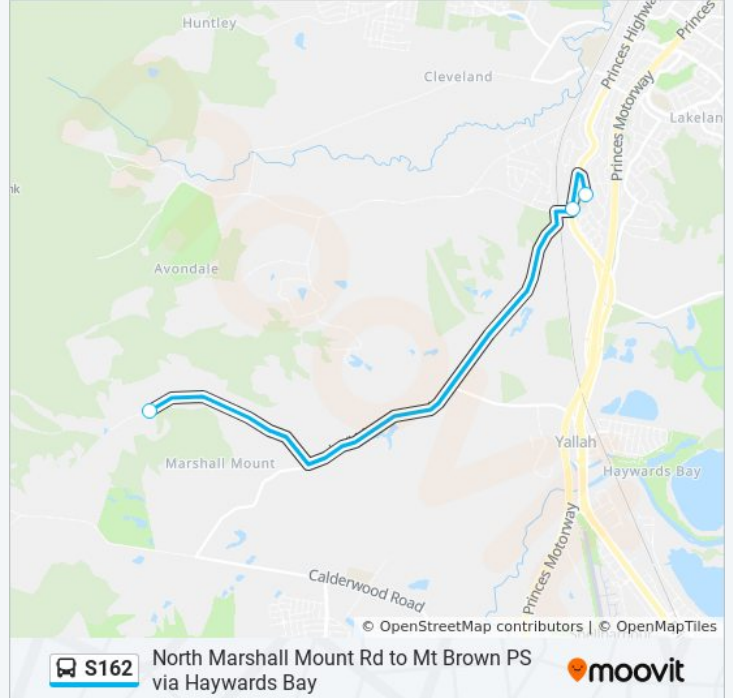 Huntley
Princes Highwa
Princes
Cleveland
Princes Motorway
Lakelan
nk
Avondale
Yallah
Marshall Mount
Haywards Bay
Princes Motorway
Calderwood Road
© OpenStreetMap contributors | © OpenMapTiles
S162
North Marshall Mount Rd to Mt Brown PS
via Haywards Bay
moovit